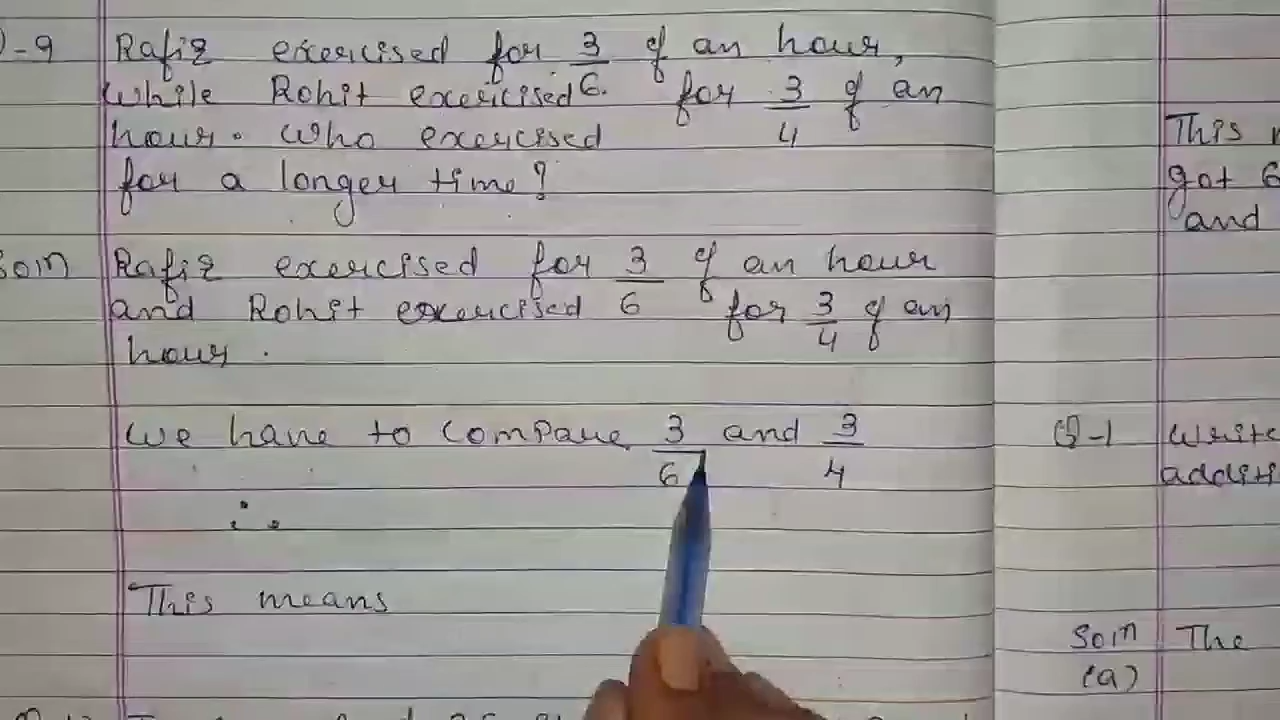 -9 Rafiq exercised for 3/6 of an hour,
while Rohit exercised for 3/4 of an
hour. Who exercised
for a longer time?
Soln Rafiq exercised for 3/6 of an hour
and Rohit exercised for 3/4 of an
hour.
We have to compare 3/6 and 3/4
∴
This means
This
got 6
and
Q-1 Write
additi
Soln The
(a)